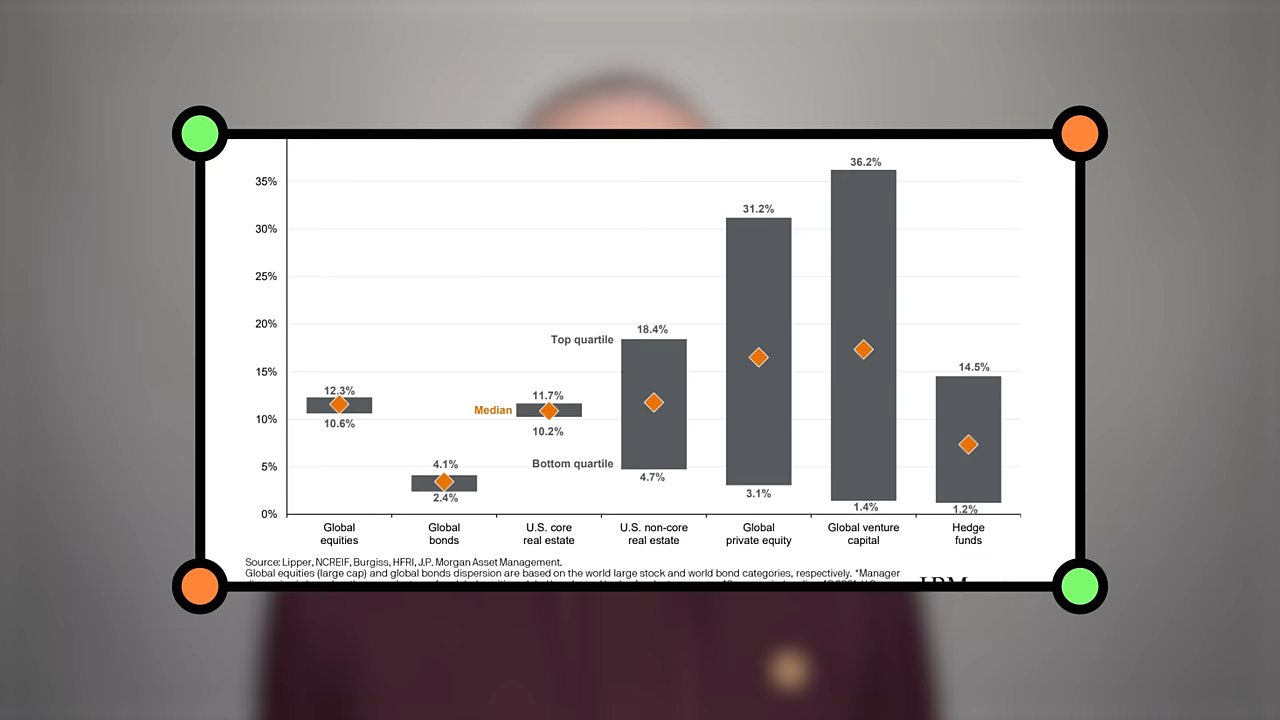 36.2%
35%
31.2%
30%
25%
20%
18.4%
Top quartile
15%
14.5%
12.3%
11.7%
Median
10%
10.6%
10.2%
4.1%
5%
Bottom quartile
4.7%
2.4%
3.1%
1.4%
1.2%
0%
Global equities
Global bonds
U.S. core real estate
U.S. non-core real estate
Global private equity
Global venture capital
Hedge funds
Source: Lipper, NCREIF, Burgiss, HFRI, J.P. Morgan Asset Management.
Global equities (large cap) and global bonds dispersion are based on the world large stock and world bond categories, respectively. *Manager